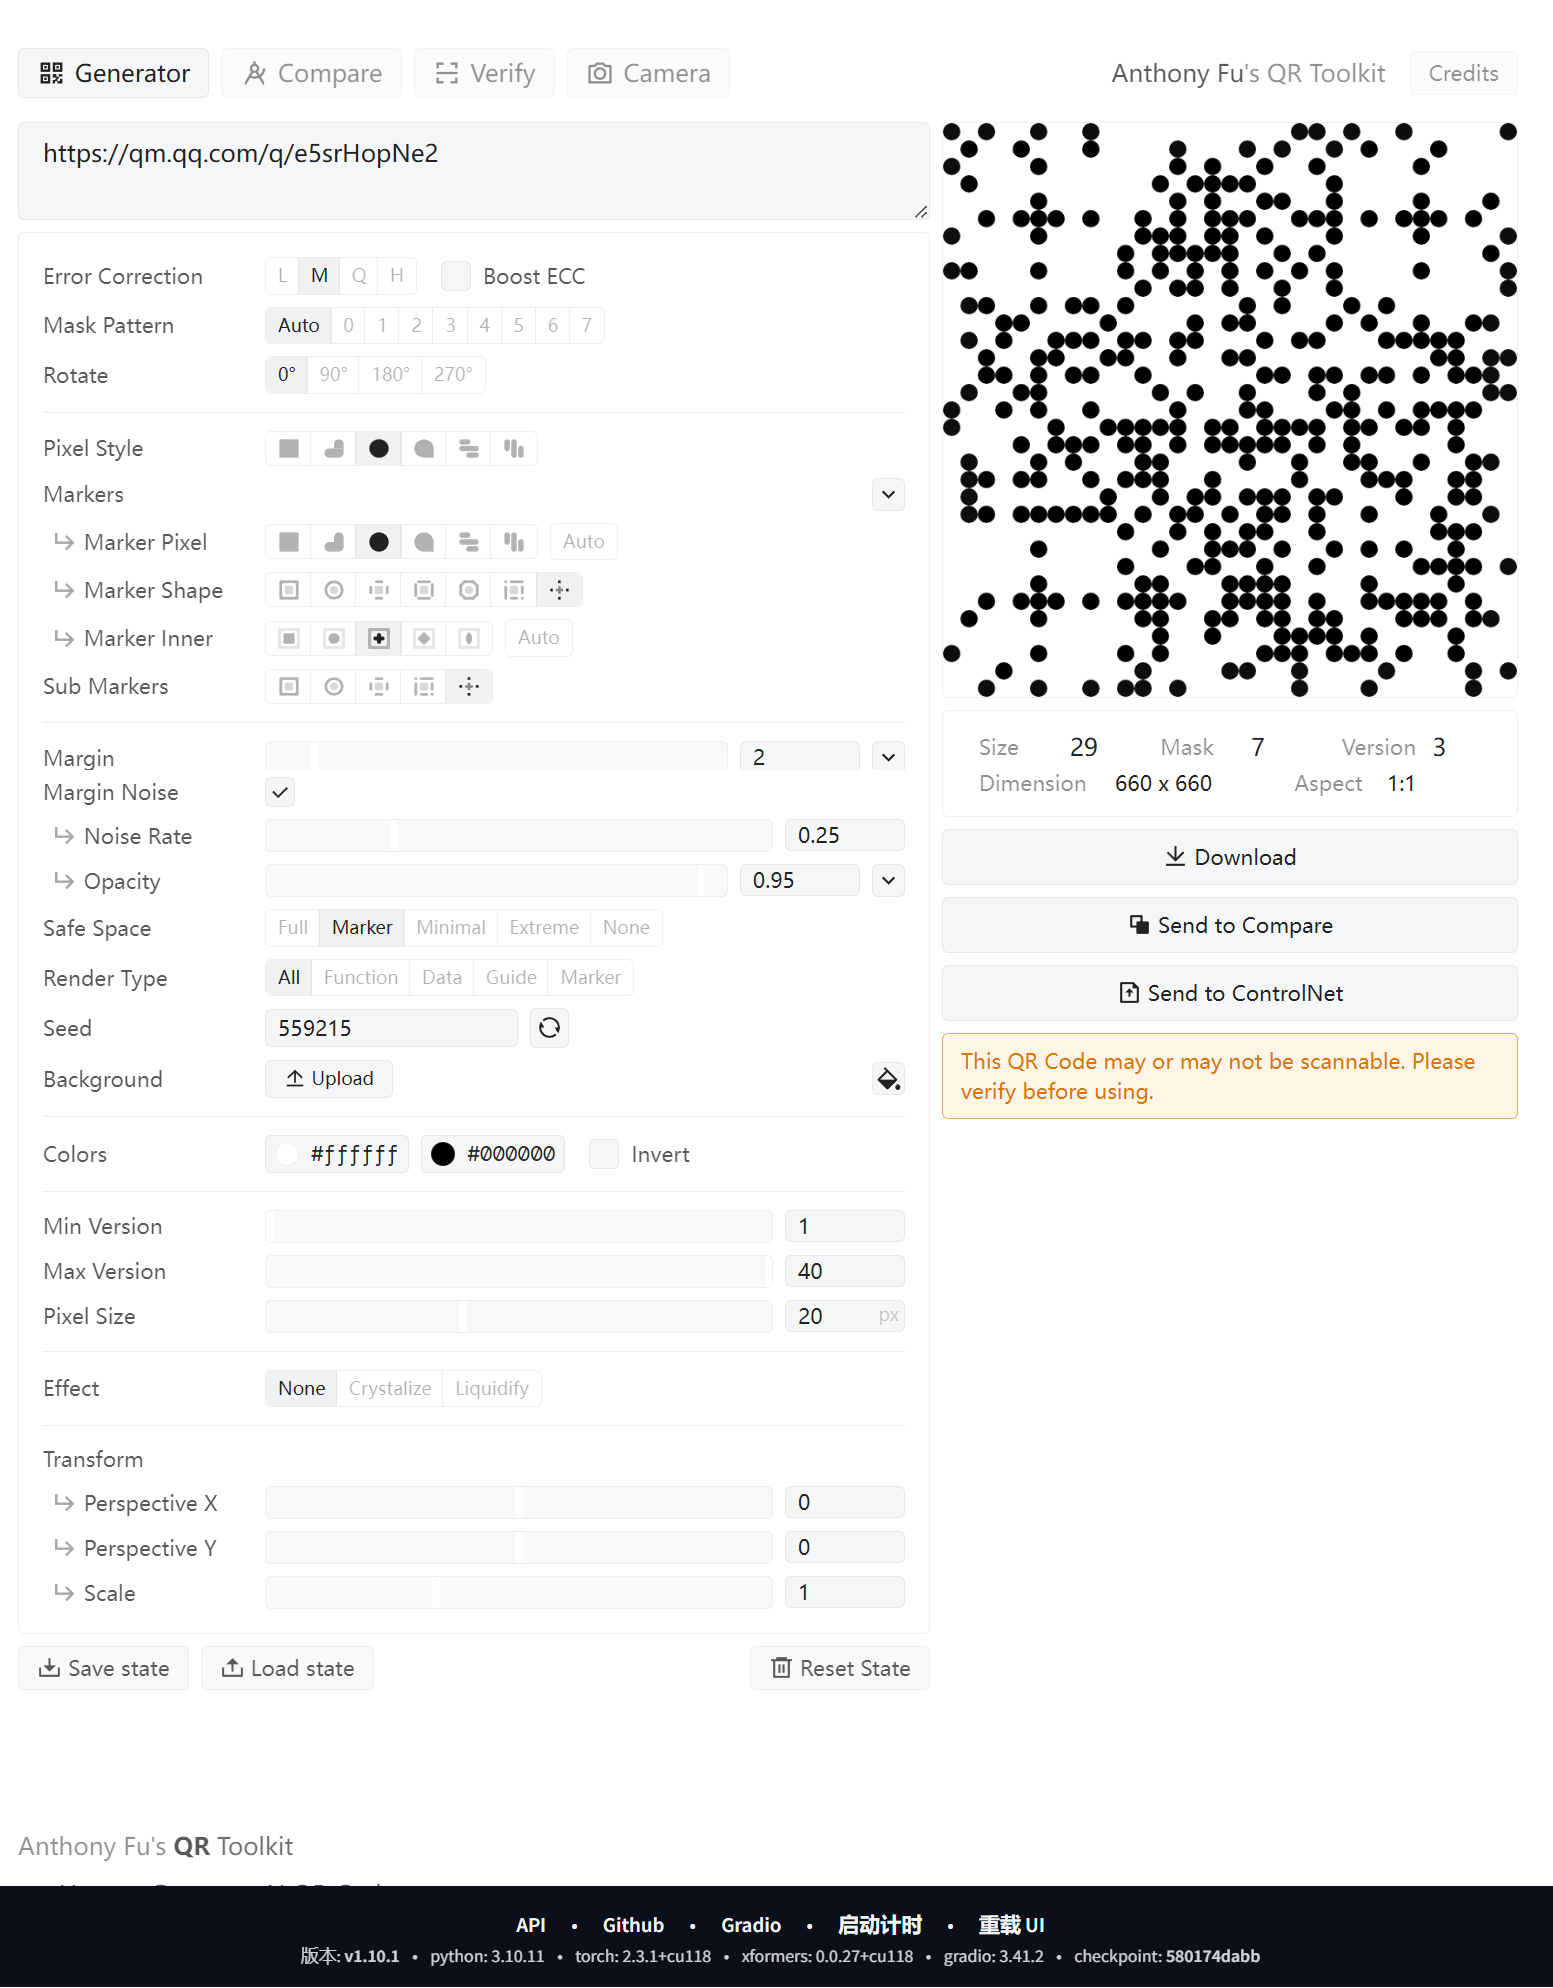 Generator Compare Verify Camera Anthony Fu's QR Toolkit Credits
https://qm.qq.com/q/e5srHopNe2
Error Correction L M Q H Boost ECC
Mask Pattern Auto 0 1 2 3 4 5 6 7
Rotate 0° 90° 180° 270°
Pixel Style
Markers
Marker Pixel Auto
Marker Shape
Marker Inner Auto
Sub Markers
Margin 2
Margin Noise
Noise Rate 0.25
Opacity 0.95
Safe Space Full Marker Minimal Extreme None
Render Type All Function Data Guide Marker
Seed 559215
Background Upload
Colors #ffffff #000000 Invert
Min Version 1
Max Version 40
Pixel Size 20 px
Effect None Crystalize Liquidify
Transform
Perspective X 0
Perspective Y 0
Scale 1
Save state Load state Reset State
Size 29 Mask 7 Version 3
Dimension 660 x 660 Aspect 1:1
Download
Send to Compare
Send to ControlNet
This QR Code may or may not be scannable. Please
verify before using.
Anthony Fu's QR Toolkit
API • Github • Gradio • 启动计时 • 重载 UI
版本: v1.10.1 • python: 3.10.11 • torch: 2.3.1+cu118 • xformers: 0.0.27+cu118 • gradio: 3.41.2 • checkpoint: 580174dabb